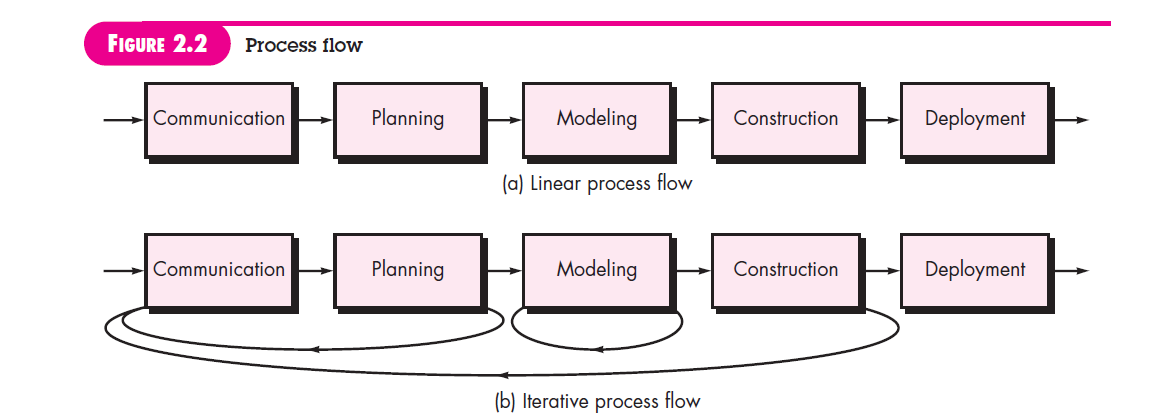 FIGURE 2.2 Process flow
Communication Planning Modeling Construction Deployment
(a) Linear process flow
Communication Planning Modeling Construction Deployment
(b) Iterative process flow